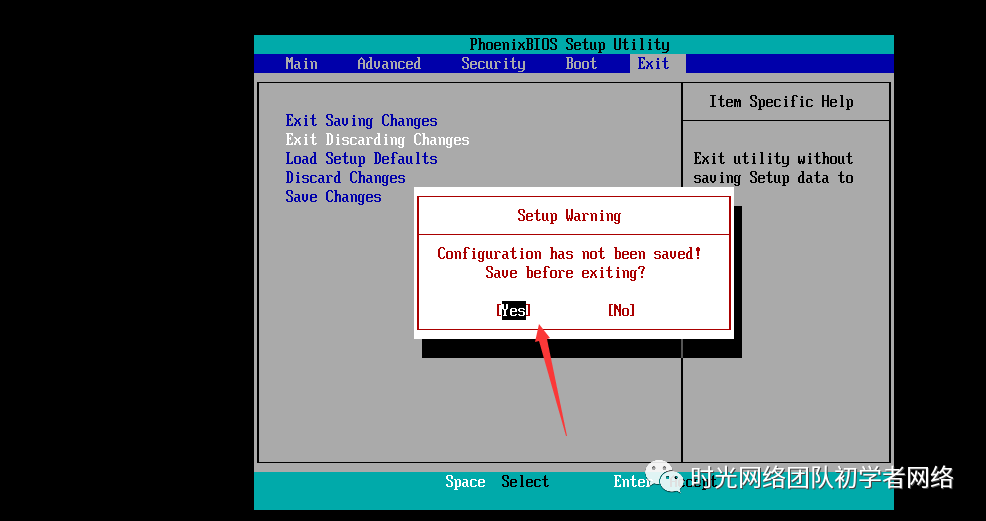 PhoenixBIOS Setup Utility
Main Advanced Security Boot Exit
Item Specific Help
Exit Saving Changes
Exit Discarding Changes
Load Setup Defaults
Discard Changes
Save Changes
Exit utility without
saving Setup data to
Setup Warning
Configuration has not been saved!
Save before exiting?
[Yes] [No]
Space Select Enter
时光网络团队初学者网络